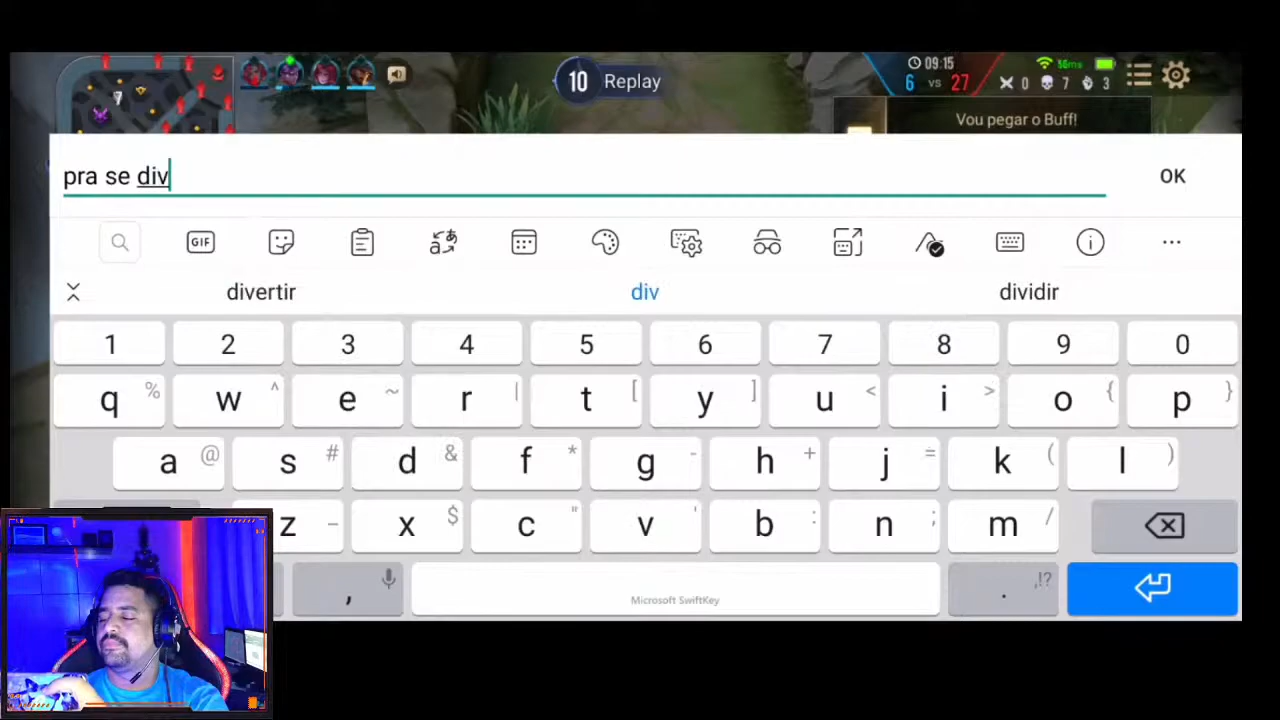 10 Replay
09:15
36ms
6 vs 27
0 7 3
Vou pegar o Buff!
pra se div
OK
GIF
divertir div dividir
1 2 3 4 5 6 7 8 9 0
q % w ^ e ~ r | t [ y ] u < i > o { p }
a @ s # d & f * g - h + j = k ( l )
z _ x $ c " v ' b : n ; m /
, Microsoft SwiftKey . ,!?